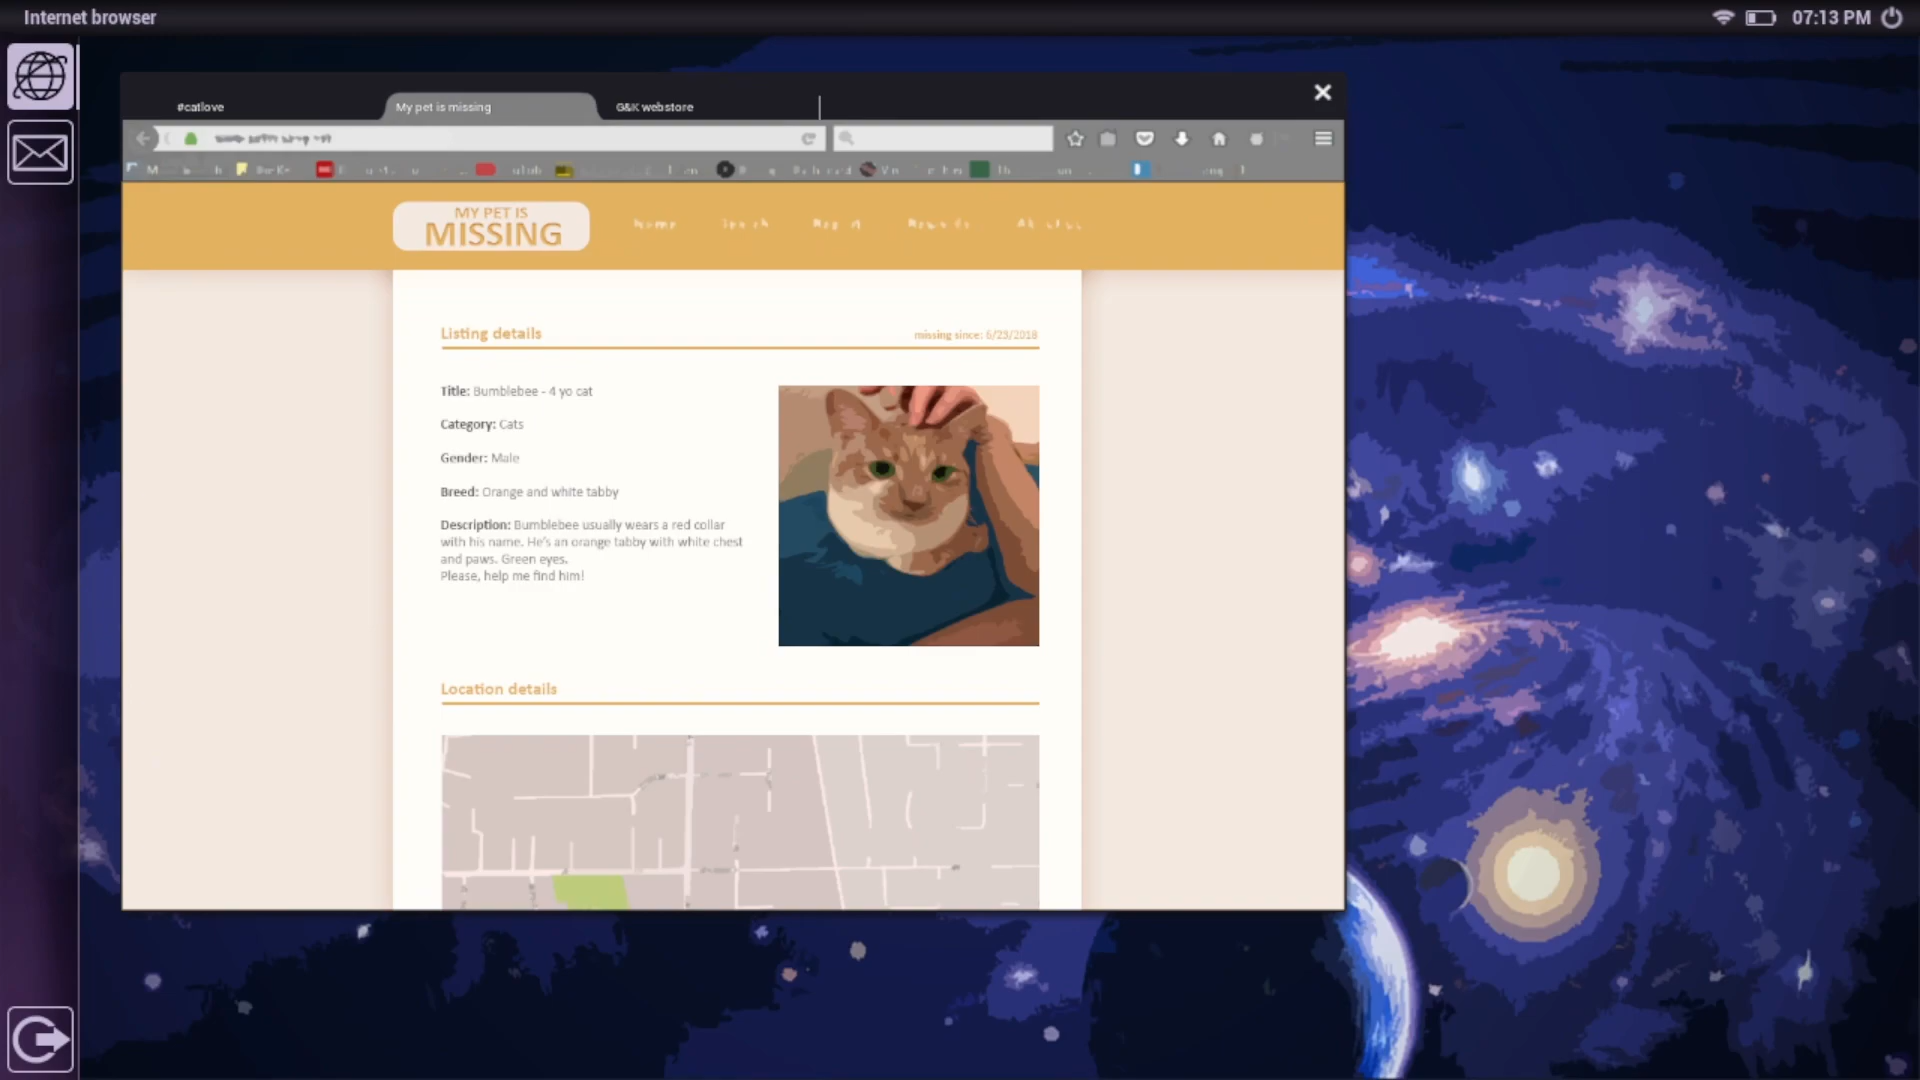 Internet browser
07:13 PM
#catlove
My pet is missing
G&K webstore
MY PET IS
MISSING
Listing details
missing since: 6/23/2018
Title: Bumblebee - 4 yo cat
Category: Cats
Gender: Male
Breed: Orange and white tabby
Description: Bumblebee usually wears a red collar
with his name. He's an orange tabby with white chest
and paws. Green eyes.
Please, help me find him!
Location details